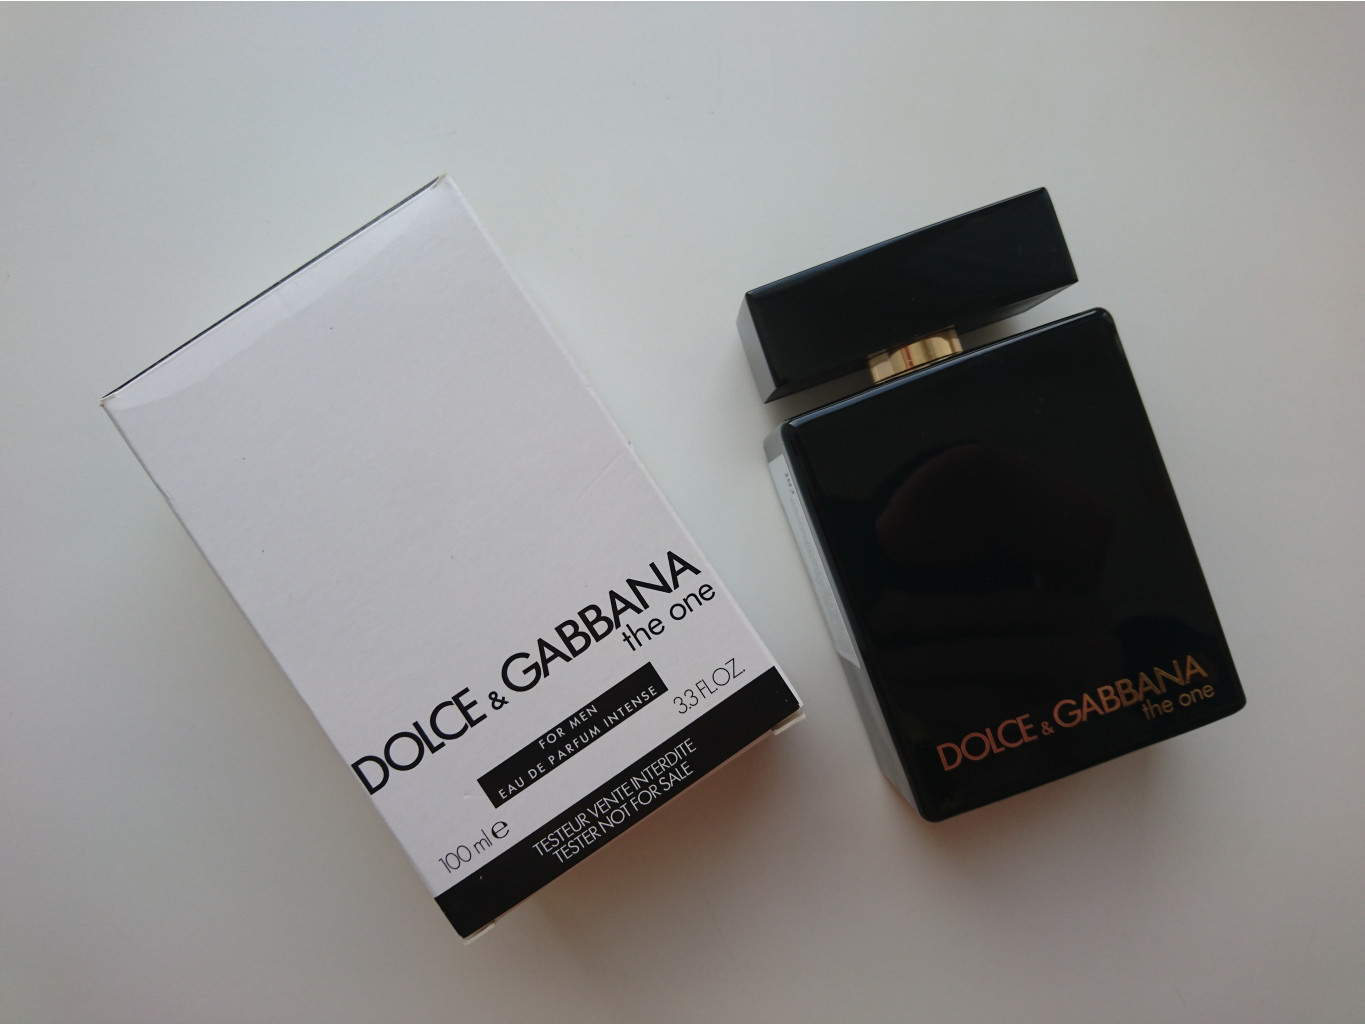 DOLCE & GABBANA
the one
FOR MEN
EAU DE PARFUM INTENSE
100 ml e
3.3 FL.OZ.
TESTEUR VENTE INTERDITE
TESTER NOT FOR SALE
DOLCE & GABBANA
the one